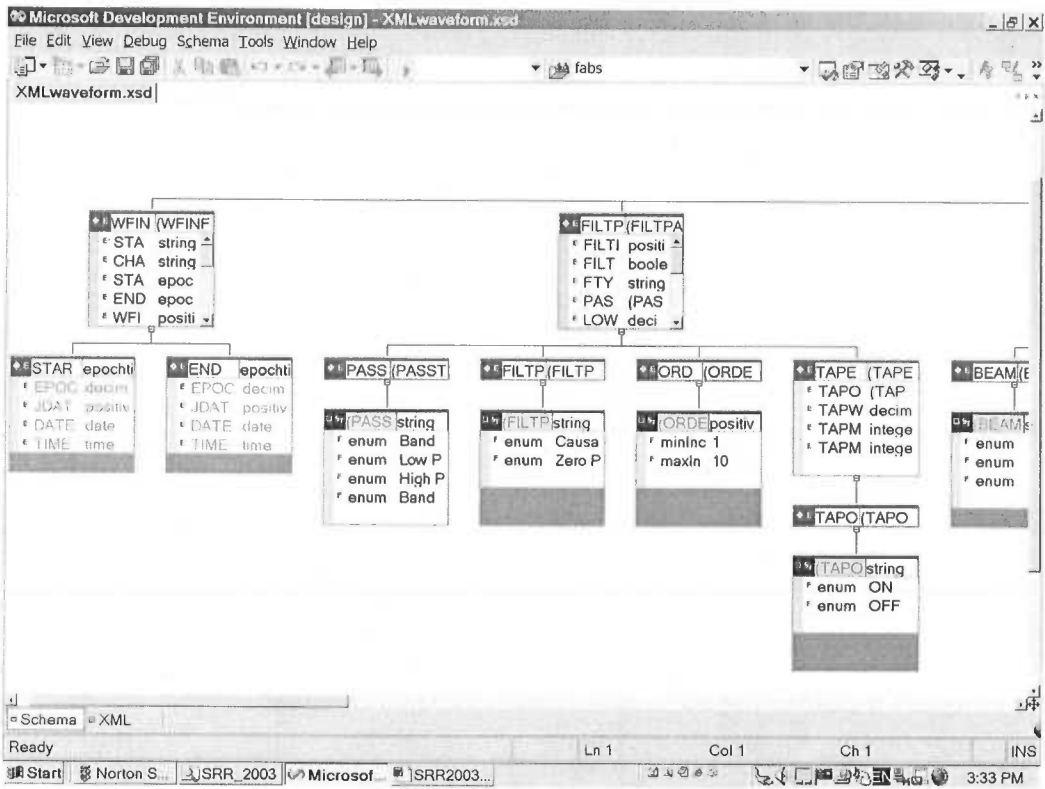 Microsoft Development Environment [design] - XMLwaveform.xsd
File Edit View Debug Schema Tools Window Help
fabs
XMLwaveform.xsd
WFIN (WFINF
STA string
CHA string
STA epoc
END epoc
WFI positi
FILTP (FILTPA
FILTI positi
FILT boole
FTY string
PAS (PAS
LOW deci
STAR epochti
EPOC decim
JDAT positiv
DATE date
TIME time
END epochti
EPOC decim
JDAT positiv
DATE date
TIME time
PASS (PASST
(PASS string
enum Band
enum Low P
enum High P
enum Band
FILTP (FILTP
(FILTP string
enum Causa
enum Zero P
ORD (ORDE
(ORDE positiv
minInc 1
maxIn 10
TAPE (TAPE
TAPO (TAP
TAPW decim
TAPM intege
TAPM intege
TAPO (TAPO
(TAPO string
enum ON
enum OFF
BEAM (E
(BEAM s
enum
enum
enum
Schema XML
Ready Ln 1 Col 1 Ch 1 INS
Start Norton S... SRR_2003 Microsof... SRR2003... EN 3:33 PM